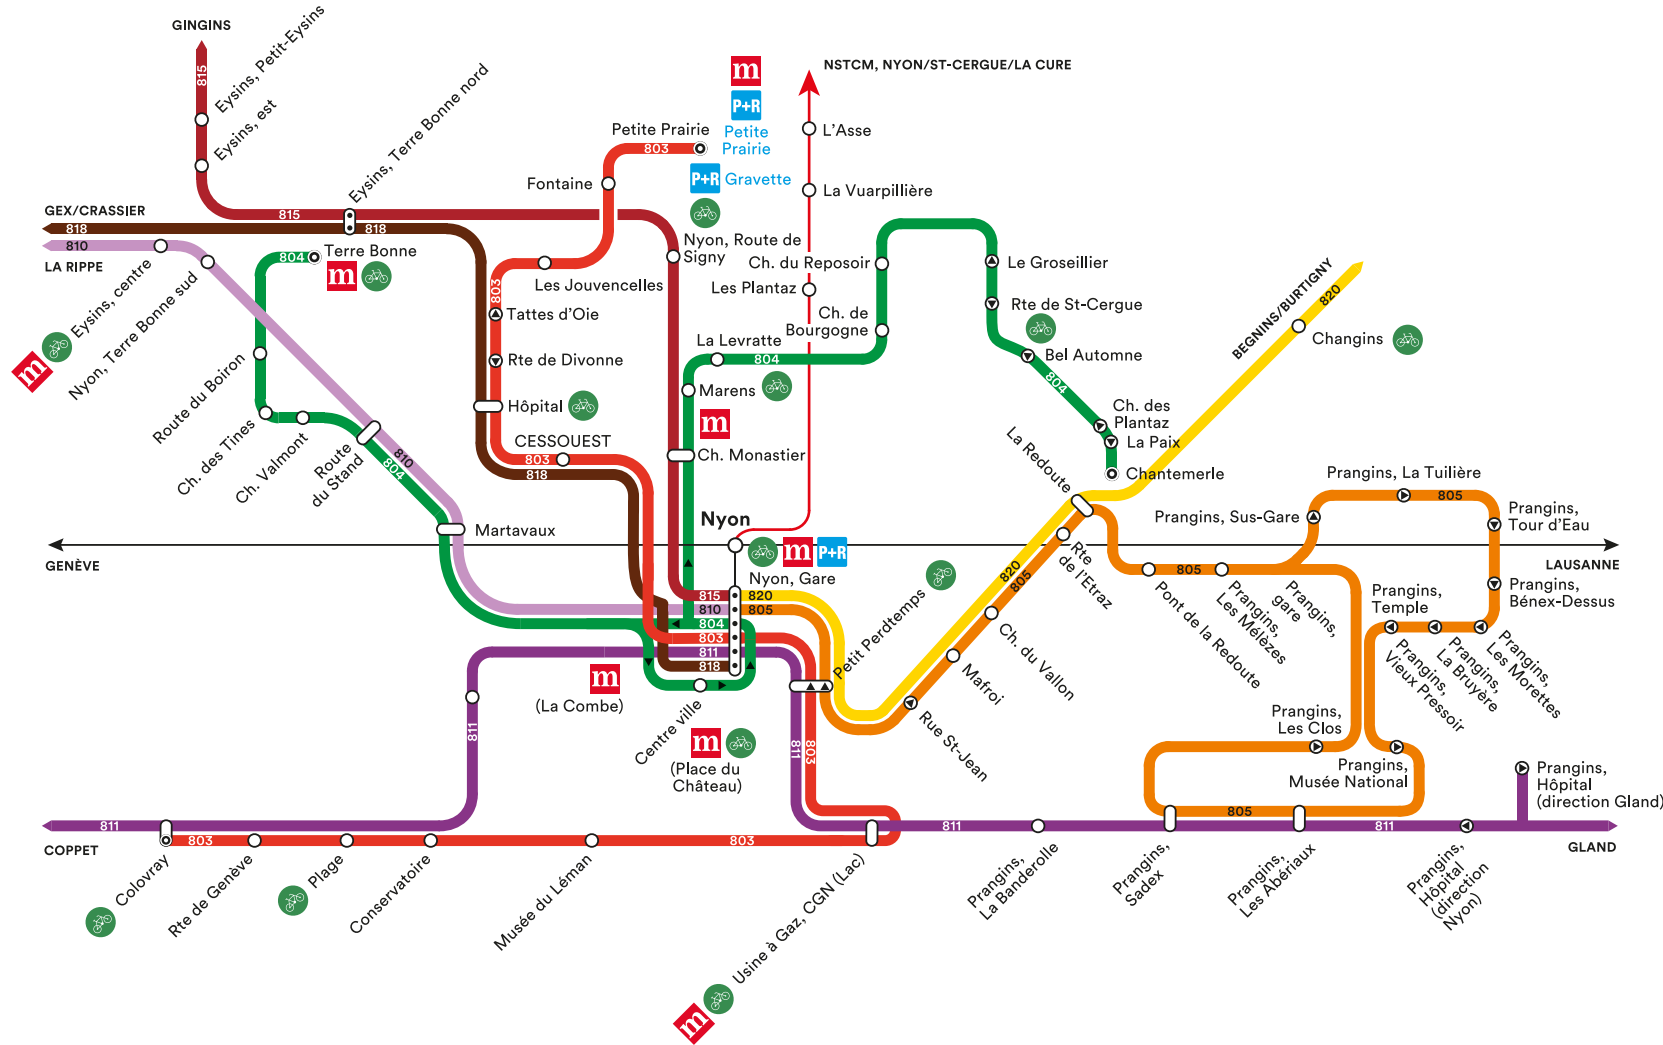 GINGINS
815
Eysins, Petit-Eysins
Eysins, est
Eysins, Terre Bonne nord
815
GEX/CRASSIER
818
818
810
LA RIPPE
Eysins, centre
m
Nyon, Terre Bonne sud
804
Terre Bonne
m
Route du Boiron
Ch. des Tines
Ch. Valmont
Route
du Stand
810
804
Martavaux
GENÈVE
m
P+R
Petite
Prairie
P+R
Gravette
Petite Prairie
803
Fontaine
Les Jouvencelles
803
Tattes d'Oie
Rte de Divonne
Hôpital
CESSOUEST
803
818
Nyon, Route de
Signy
NSTCM, NYON/ST-CERGUE/LA CURE
L'Asse
La Vuarpillière
Les Plantaz
Ch. du Reposoir
Ch. de
Bourgogne
La Levratte
804
Marens
m
Ch. Monastier
Le Groseillier
Rte de St-Cergue
Bel Automne
804
Ch. des
Plantaz
La Paix
Chantemerle
BEGNINS/BURTIGNY
820
Changins
La Redoute
Nyon
m
P+R
Nyon, Gare
815
820
810
805
804
803
811
818
m
(La Combe)
Centre ville
m
(Place du
Château)
Petit Perdtemps
820
805
Rte
de l'Etraz
Ch. du Vallon
Mafroi
Rue St-Jean
LAUSANNE
805
Pont de la Redoute
Prangins,
Les Mélèzes
Prangins,
gare
Prangins, Sus-Gare
Prangins, La Tuilière
805
Prangins,
Tour d'Eau
Prangins,
Bénex-Dessus
Prangins,
Les Morettes
Prangins,
La Bruyère
Prangins,
Vieux Pressoir
Prangins,
Temple
Prangins,
Les Clos
Prangins,
Musée National
805
Prangins,
Hôpital
(direction Gland)
811
811
803
811
COPPET
803
803
811
811
GLAND
Colovray
Rte de Genève
Plage
Conservatoire
Musée du Léman
Usine à Gaz, CGN (Lac)
m
Prangins,
La Banderolle
Prangins,
Sadex
Prangins,
Les Abériaux
Prangins,
Hôpital
(direction
Nyon)